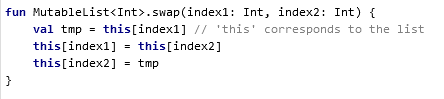 fun MutableList<Int>.swap(index1: Int, index2: Int) {
    val tmp = this[index1] // 'this' corresponds to the list
    this[index1] = this[index2]
    this[index2] = tmp
}